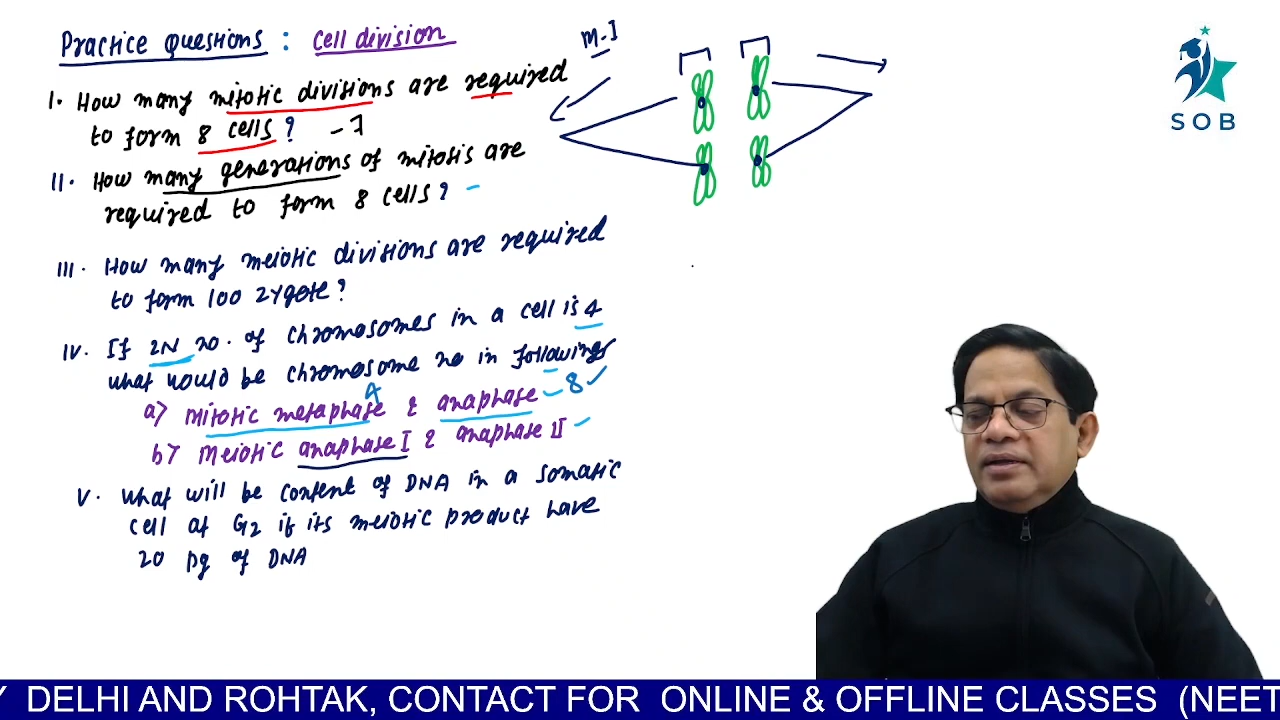 Practice Questions : Cell division
I. How many mitotic divisions are required
to form 8 cells ? - 7
II. How many generations of mitosis are
required to form 8 cells ? -
III. How many meiotic divisions are required
to form 100 zygote ?
IV. If 2N no. of chromosomes in a cell is 4
what would be chromosome no in followings
a) Mitotic metaphase 4 & anaphase - 8 ✓
b) Meiotic anaphase I & anaphase II -
V. What will be content of DNA in a somatic
cell at G2 if its meiotic product have
20 pg of DNA
M-I
SOB
DELHI AND ROHTAK, CONTACT FOR ONLINE & OFFLINE CLASSES (NEET